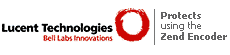 Lucent Technologies
Bell Labs Innovations
Protects
using the
Zend Encoder